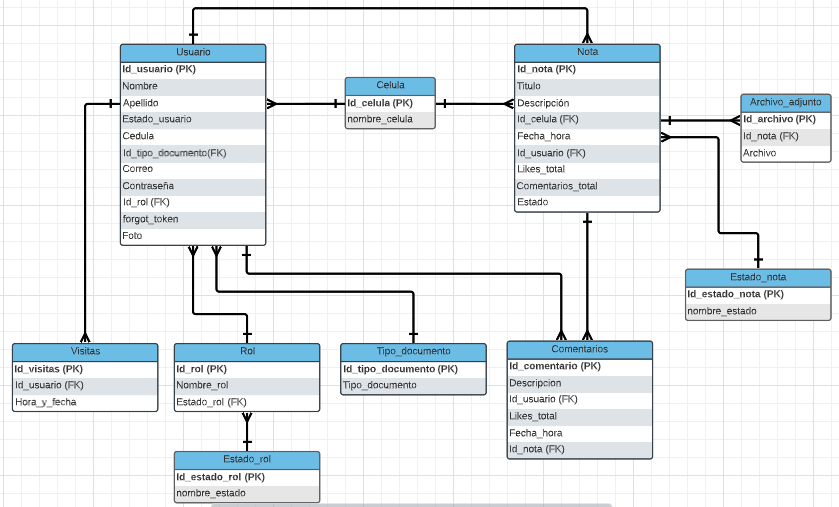 Usuario
Id_usuario (PK)
Nombre
Apellido
Estado_usuario
Cedula
Id_tipo_documento(FK)
Correo
Contraseña
Id_rol (FK)
forgot_token
Foto
Celula
Id_celula (PK)
nombre_celula
Nota
Id_nota (PK)
Titulo
Descripción
Id_celula (FK)
Fecha_hora
Id_usuario (FK)
Likes_total
Comentarios_total
Estado
Archivo_adjunto
Id_archivo (PK)
Id_nota (FK)
Archivo
Estado_nota
Id_estado_nota (PK)
nombre_estado
Visitas
Id_visitas (PK)
Id_usuario (FK)
Hora_y_fecha
Rol
Id_rol (PK)
Nombre_rol
Estado_rol (FK)
Tipo_documento
Id_tipo_documento (PK)
Tipo_documento
Comentarios
Id_comentario (PK)
Descripcion
Id_usuario (FK)
Likes_total
Fecha_hora
Id_nota (FK)
Estado_rol
Id_estado_rol (PK)
nombre_estado